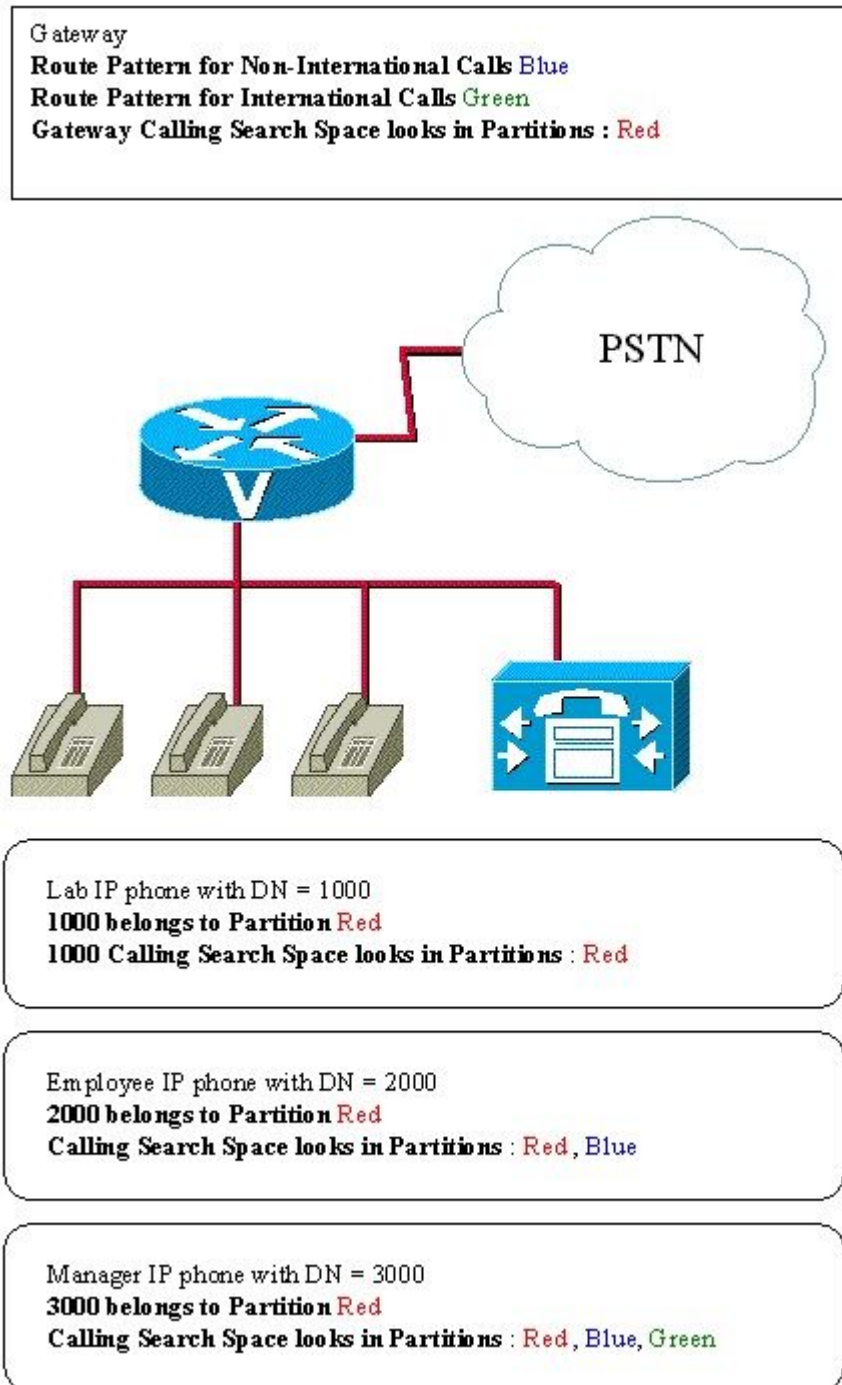 Gateway
Route Pattern for Non-International Calls Blue
Route Pattern for International Calls Green
Gateway Calling Search Space looks in Partitions : Red
PSTN
V
Lab IP phone with DN = 1000
1000 belongs to Partition Red
1000 Calling Search Space looks in Partitions : Red
Employee IP phone with DN = 2000
2000 belongs to Partition Red
Calling Search Space looks in Partitions : Red , Blue
Manager IP phone with DN = 3000
3000 belongs to Partition Red
Calling Search Space looks in Partitions : Red , Blue, Green